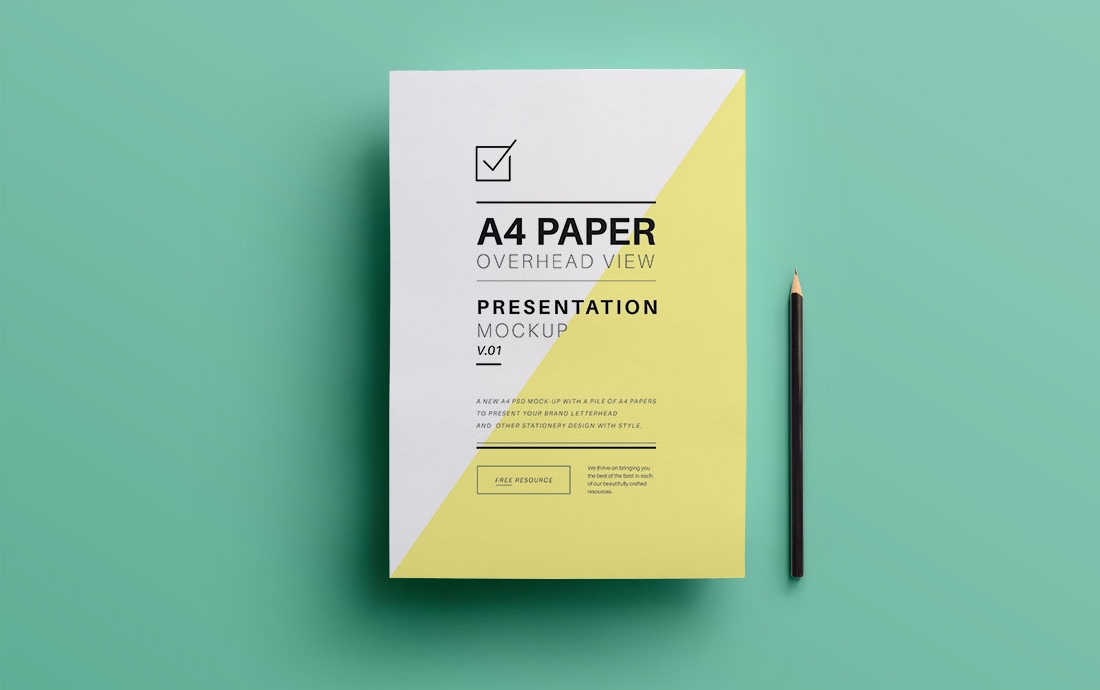 A4 PAPER
OVERHEAD VIEW
PRESENTATION
MOCKUP
V.01
A NEW A4 PSD MOCK-UP WITH A PILE OF A4 PAPERS
TO PRESENT YOUR BRAND LETTERHEAD
AND OTHER STATIONERY DESIGN WITH STYLE.
FREE RESOURCE
We thrive on bringing you
the best of the best in each
of our beautifully crafted
resources.